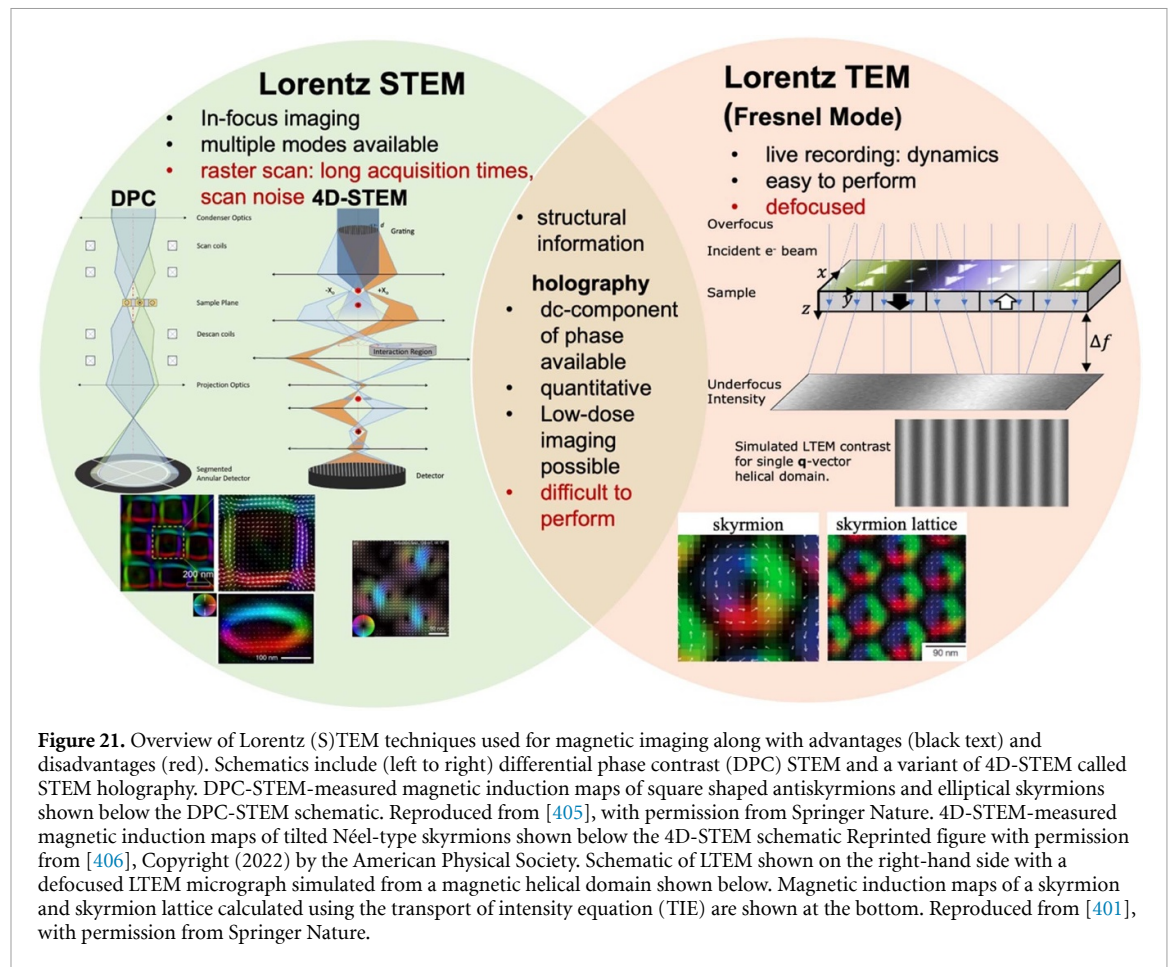 Lorentz STEM
• In-focus imaging
• multiple modes available
• raster scan: long acquisition times,
scan noise
DPC
4D-STEM
Condenser Optics
Scan coils
Sample Plane
Descan coils
Projection Optics
Segmented
Annular Detector
d
Grating
-X₀
+X₀
Interaction Region
Detector
200 nm
100 nm
• structural
information
holography
• dc-component
of phase
available
• quantitative
• Low-dose
imaging
possible
• difficult to
perform
Lorentz TEM
(Fresnel Mode)
• live recording: dynamics
• easy to perform
• defocused
Overfocus
Incident e⁻ beam
Sample
x
y
z
Δf
Underfocus
Intensity
Simulated LTEM contrast
for single q-vector
helical domain.
skyrmion
skyrmion lattice
90 nm
Figure 21. Overview of Lorentz (S)TEM techniques used for magnetic imaging along with advantages (black text) and
disadvantages (red). Schematics include (left to right) differential phase contrast (DPC) STEM and a variant of 4D-STEM called
STEM holography. DPC-STEM-measured magnetic induction maps of square shaped antiskyrmions and elliptical skyrmions
shown below the DPC-STEM schematic. Reproduced from [405], with permission from Springer Nature. 4D-STEM-measured
magnetic induction maps of tilted Néel-type skyrmions shown below the 4D-STEM schematic Reprinted figure with permission
from [406], Copyright (2022) by the American Physical Society. Schematic of LTEM shown on the right-hand side with a
defocused LTEM micrograph simulated from a magnetic helical domain shown below. Magnetic induction maps of a skyrmion
and skyrmion lattice calculated using the transport of intensity equation (TIE) are shown at the bottom. Reproduced from [401],
with permission from Springer Nature.